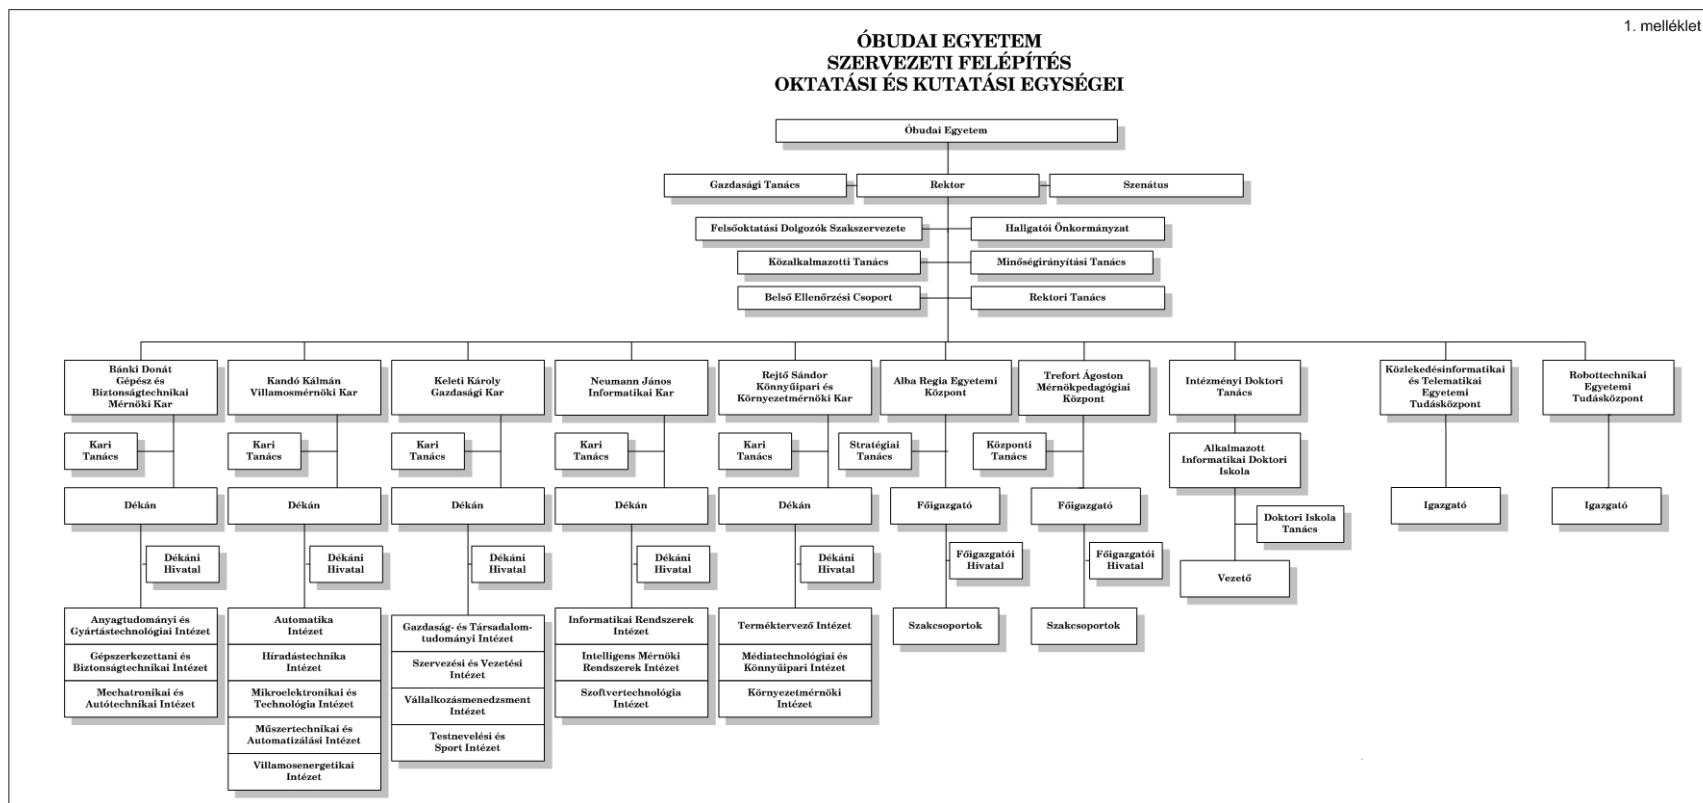 1. melléklet
ÓBUDAI EGYETEM
SZERVEZETI FELÉPÍTÉS
OKTATÁSI ÉS KUTATÁSI EGYSÉGEI
Óbudai Egyetem
Gazdasági Tanács
Rektor
Szenátus
Felsőoktatási Dolgozók Szakszervezete
Hallgatói Önkormányzat
Közalkalmazotti Tanács
Minőségirányítási Tanács
Belső Ellenőrzési Csoport
Rektori Tanács
Bánki Donát
Gépész és
Biztonságtechnikai
Mérnöki Kar
Kandó Kálmán
Villamosmérnöki Kar
Keleti Károly
Gazdasági Kar
Neumann János
Informatikai Kar
Rejtő Sándor
Könnyűipari és
Környezetmérnöki Kar
Alba Regia Egyetemi
Központ
Trefort Ágoston
Mérnökpedagógiai
Központ
Intézményi Doktori
Tanács
Közlekedésinformatikai
és Telematikai
Egyetemi
Tudásközpont
Robottechnikai
Egyetemi
Tudásközpont
Kari
Tanács
Kari
Tanács
Kari
Tanács
Kari
Tanács
Kari
Tanács
Stratégiai
Tanács
Központi
Tanács
Alkalmazott
Informatikai Doktori
Iskola
Dékán
Dékán
Dékán
Dékán
Dékán
Főigazgató
Főigazgató
Igazgató
Igazgató
Doktori Iskola
Tanács
Dékáni
Hivatal
Dékáni
Hivatal
Dékáni
Hivatal
Dékáni
Hivatal
Dékáni
Hivatal
Főigazgatói
Hivatal
Főigazgatói
Hivatal
Vezető
Anyagtudományi és
Gyártástechnológiai Intézet
Gépszerkezettani és
Biztonságtechnikai Intézet
Mechatronikai és
Autótechnikai Intézet
Automatika
Intézet
Híradástechnika
Intézet
Mikroelektronikai és
Technológia Intézet
Műszertechnikai és
Automatizálási Intézet
Villamosenergetikai
Intézet
Gazdaság- és Társadalom-
tudományi Intézet
Szervezési és Vezetési
Intézet
Vállalkozásmenedzsment
Intézet
Testnevelési és
Sport Intézet
Informatikai Rendszerek
Intézet
Intelligens Mérnöki
Rendszerek Intézet
Szoftvertechnológia
Intézet
Terméktervező Intézet
Médiatechnológiai és
Könnyűipari Intézet
Környezetmérnöki
Intézet
Szakcsoportok
Szakcsoportok